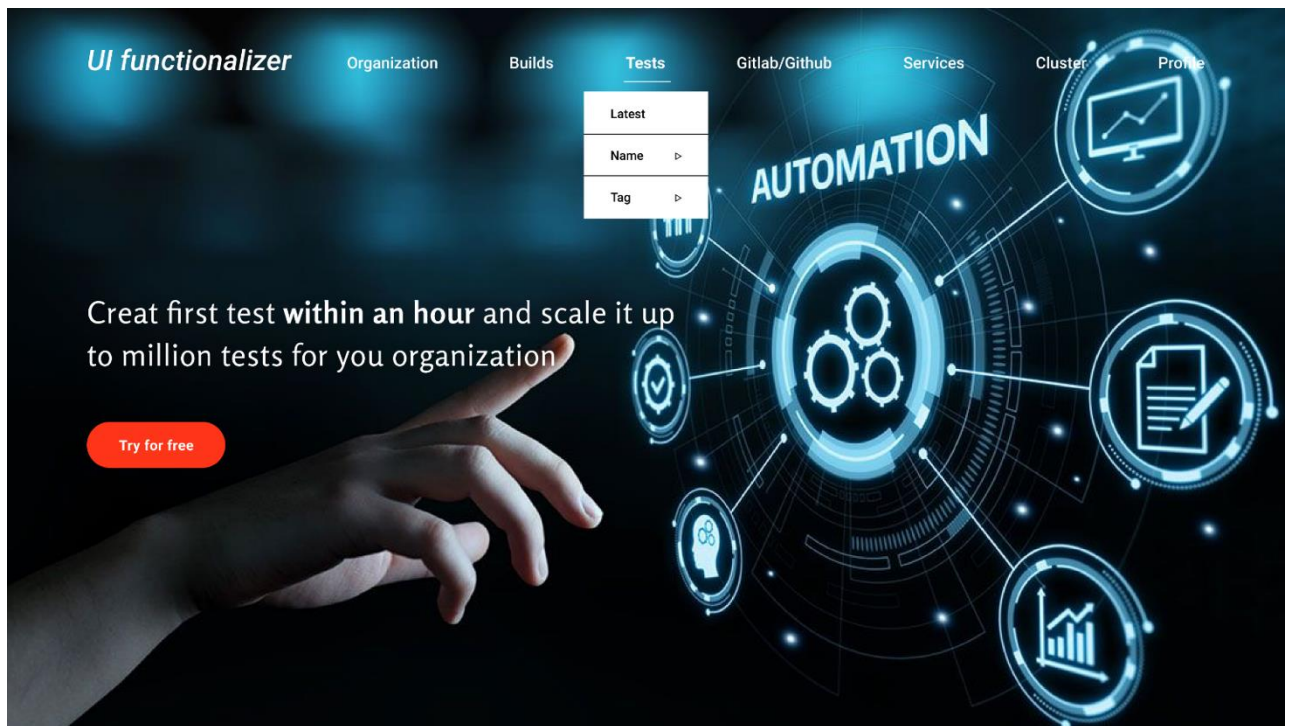 UI functionalizer Organization Builds Tests Gitlab/Github Services Cluster Profile
Latest
Name
Tag
AUTOMATION
Creat first test within an hour and scale it up
to million tests for you organization
Try for free